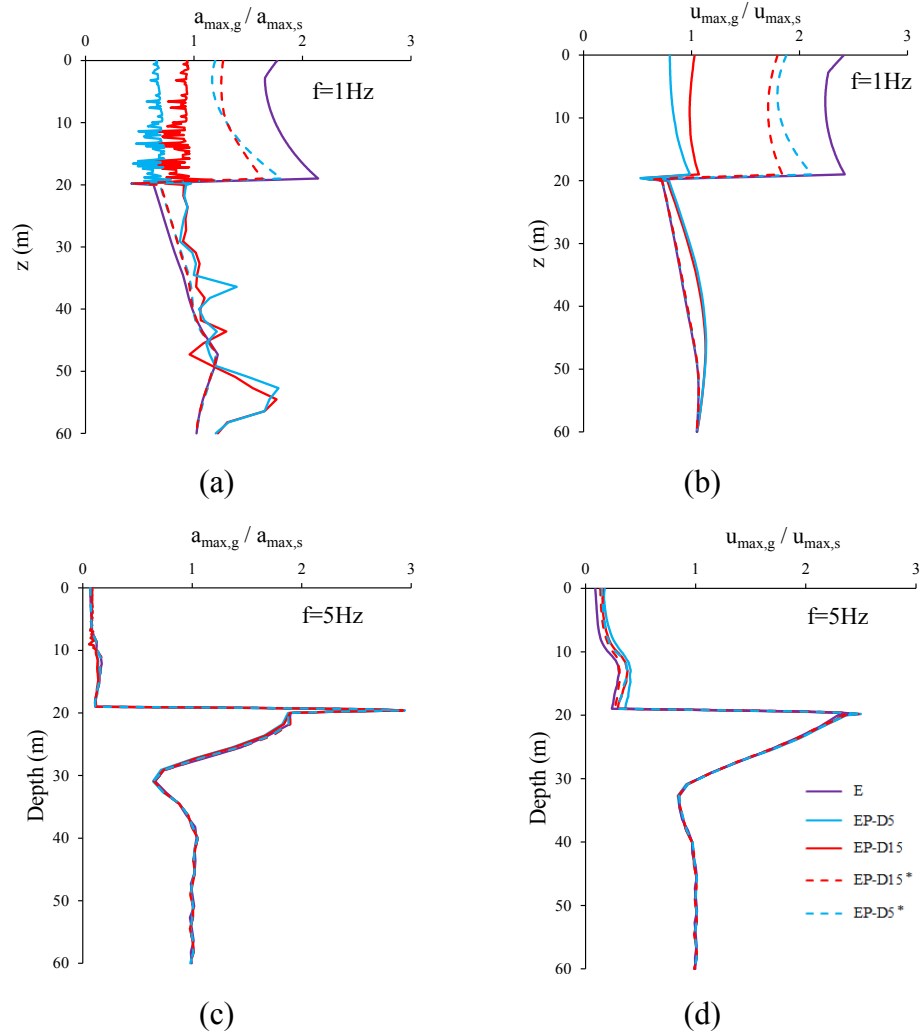 a_max,g / a_max,s
0 1 2 3
0
10
20
30
40
50
60
z (m)
f=1Hz
(a)
u_max,g / u_max,s
0 1 2 3
0
10
20
30
40
50
60
z (m)
f=1Hz
(b)
a_max,g / a_max,s
0 1 2 3
0
10
20
30
40
50
60
Depth (m)
f=5Hz
(c)
u_max,g / u_max,s
0 1 2 3
0
10
20
30
40
50
60
Depth (m)
f=5Hz
E
EP-D5
EP-D15
EP-D15*
EP-D5*
(d)